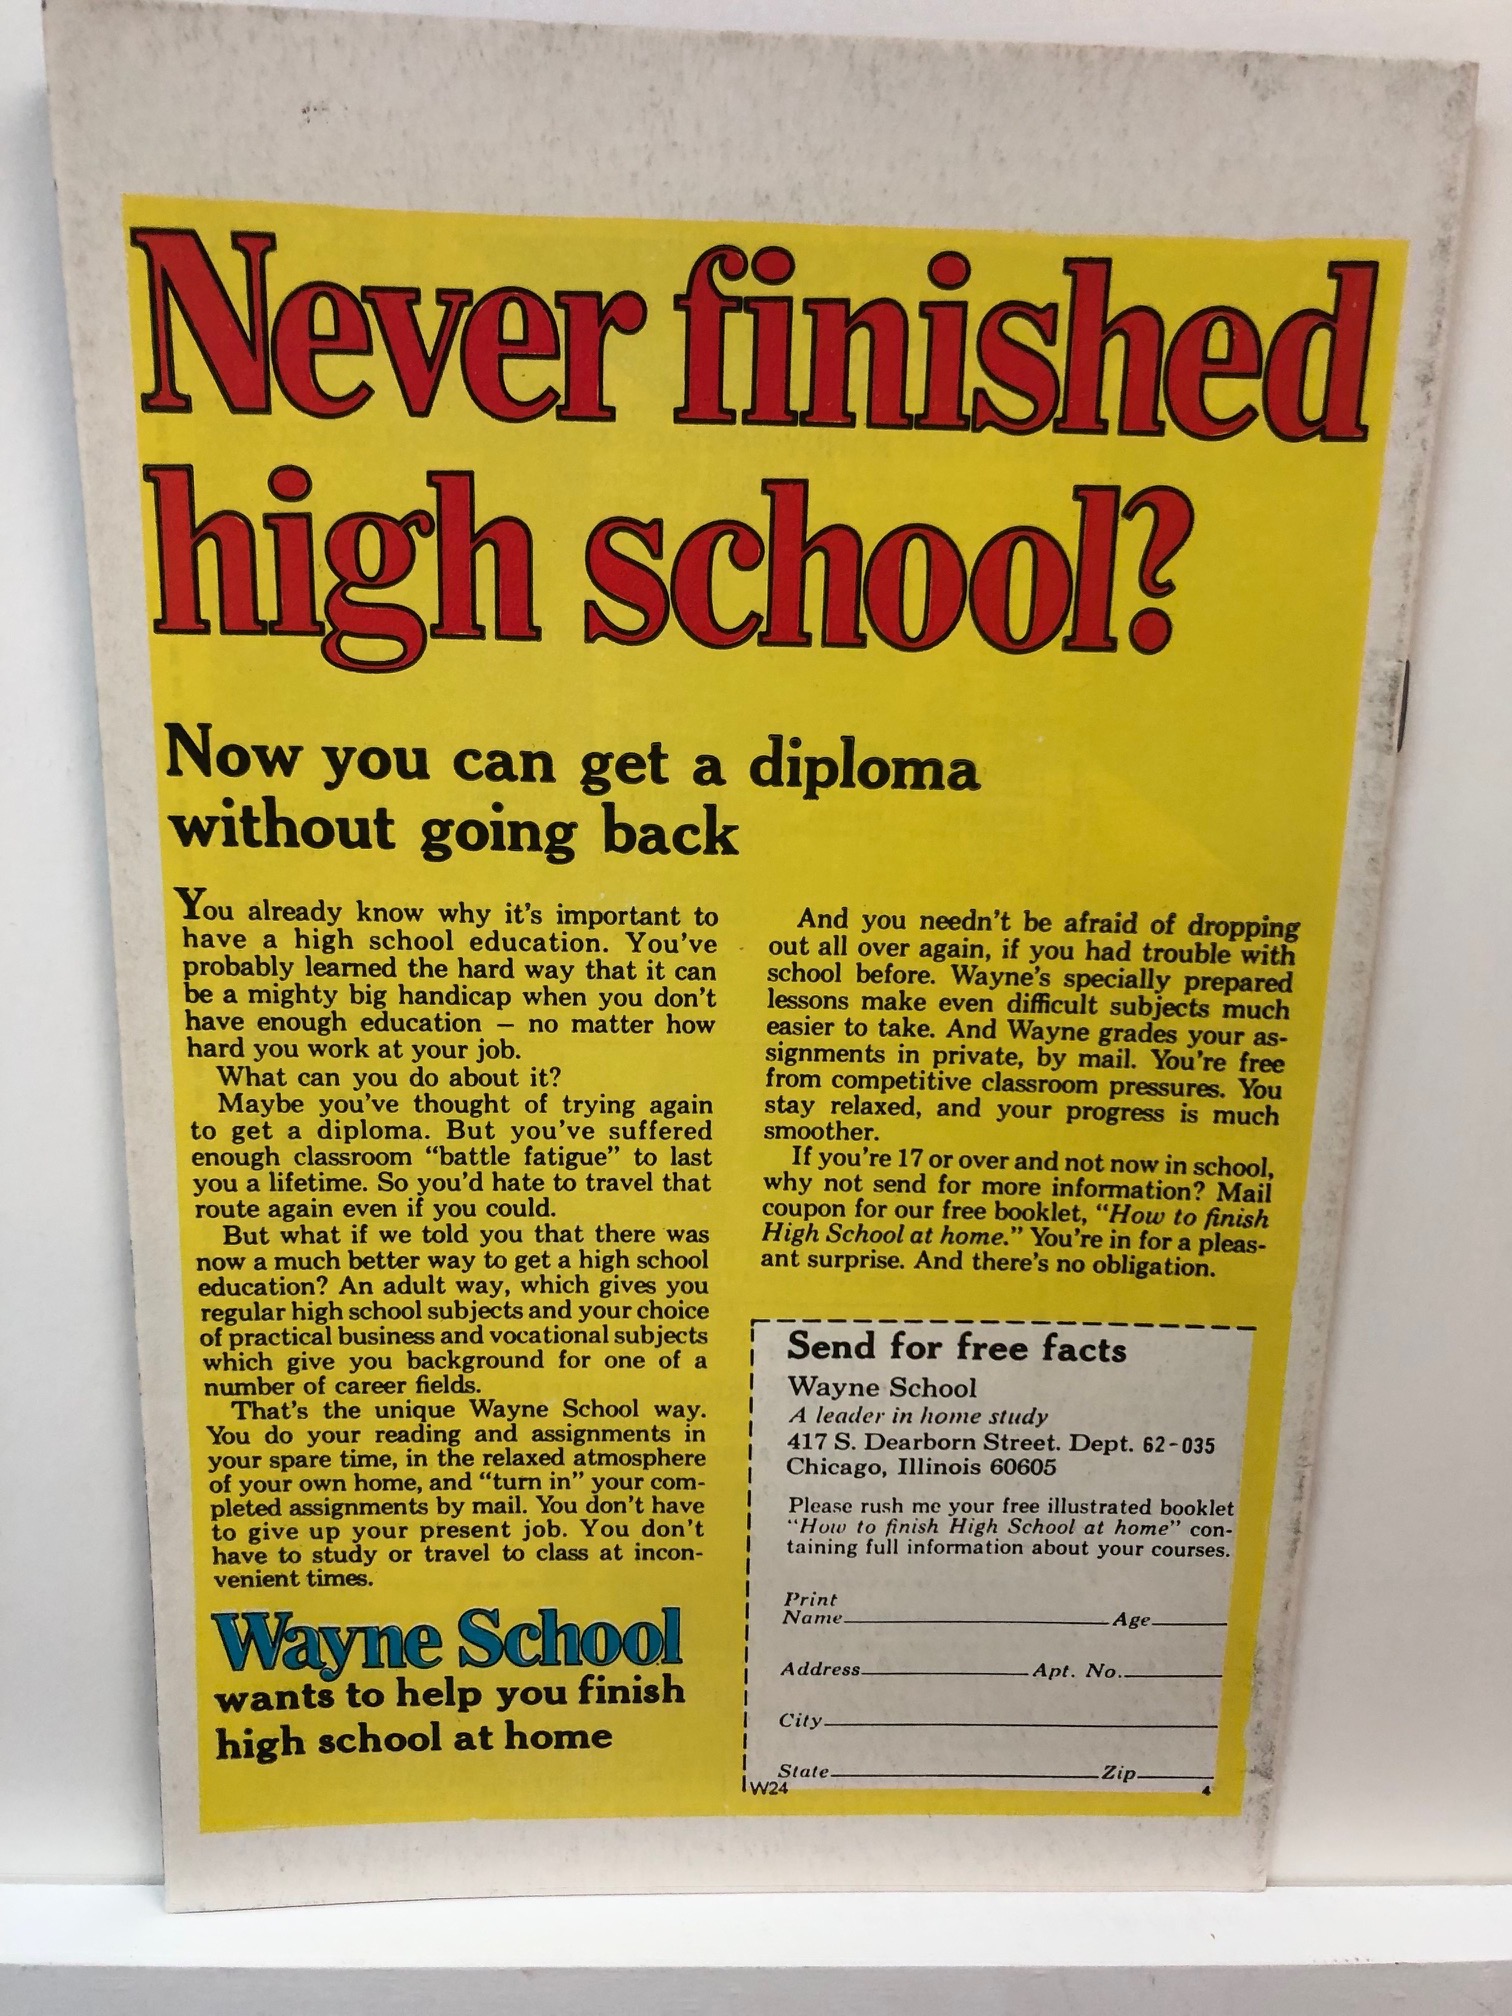 Never finished
high school?
Now you can get a diploma
without going back
You already know why it's important to
have a high school education. You've
probably learned the hard way that it can
be a mighty big handicap when you don't
have enough education – no matter how
hard you work at your job.
What can you do about it?
Maybe you've thought of trying again
to get a diploma. But you've suffered
enough classroom “battle fatigue” to last
you a lifetime. So you'd hate to travel that
route again even if you could.
But what if we told you that there was
now a much better way to get a high school
education? An adult way, which gives you
regular high school subjects and your choice
of practical business and vocational subjects
which give you background for one of a
number of career fields.
That's the unique Wayne School way.
You do your reading and assignments in
your spare time, in the relaxed atmosphere
of your own home, and “turn in” your com-
pleted assignments by mail. You don't have
to give up your present job. You don't
have to study or travel to class at incon-
venient times.
Wayne School
wants to help you finish
high school at home
And you needn't be afraid of dropping
out all over again, if you had trouble with
school before. Wayne's specially prepared
lessons make even difficult subjects much
easier to take. And Wayne grades your as-
signments in private, by mail. You're free
from competitive classroom pressures. You
stay relaxed, and your progress is much
smoother.
If you're 17 or over and not now in school,
why not send for more information? Mail
coupon for our free booklet, “How to finish
High School at home.” You're in for a pleas-
ant surprise. And there's no obligation.
Send for free facts
Wayne School
A leader in home study
417 S. Dearborn Street. Dept. 62-035
Chicago, Illinois 60605
Please rush me your free illustrated booklet
“How to finish High School at home” con-
taining full information about your courses.
Print
Name Age
Address Apt. No.
City
State Zip
W24 4